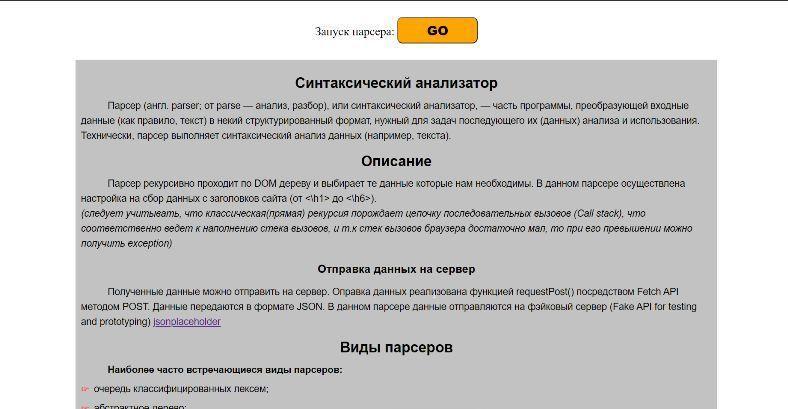 Запуск парсера: GO
Синтаксический анализатор
Парсер (англ. parser; от parse — анализ, разбор), или синтаксический анализатор, — часть программы, преобразующей входные
данные (как правило, текст) в некий структурированный формат, нужный для задач последующего их (данных) анализа и использования.
Технически, парсер выполняет синтаксический анализ данных (например, текста).
Описание
Парсер рекурсивно проходит по DOM дереву и выбирает те данные которые нам необходимы. В данном парсере осуществлена
настройка на сбор данных с заголовков сайта (от <\h1> до <\h6>).
(следует учитывать, что классическая(прямая) рекурсия порождает цепочку последовательных вызовов (Call stack), что
соответственно ведет к наполнению стека вызовов, и т.к стек вызовов браузера достаточно мал, то при его превышении можно
получить exception)
Отправка данных на сервер
Полученные данные можно отправить на сервер. Оправка данных реализована функцией requestPost() посредством Fetch API
методом POST. Данные передаются в формате JSON. В данном парсере данные отправляются на фэйковый сервер (Fake API for testing
and prototyping) jsonplaceholder
Виды парсеров
Наиболее часто встречающиеся виды парсеров:
очередь классифицированных лексем;
абстрактное дерево;